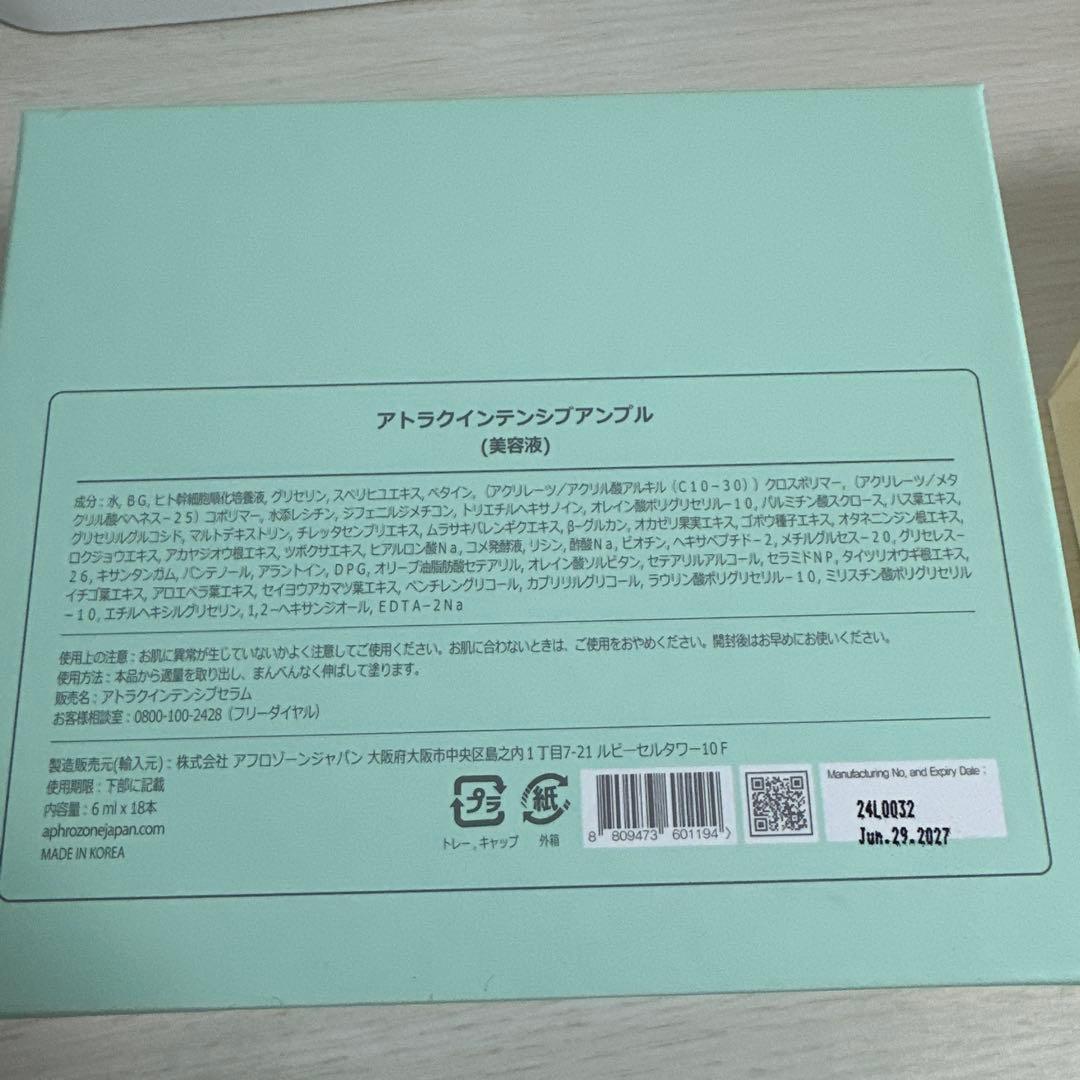 アトラクインテンシブアンプル
(美容液)
成分 : 水, BG, ヒト幹細胞順化培養液, グリセリン, スベリヒユエキス, ベタイン, (アクリレーツ/アクリル酸アルキル(C10-30))クロスポリマー, (アクリレーツ/メタ
クリル酸ベヘネス-25)コポリマー, 水添レシチン, ジフェニルジメチコン, トリエチルヘキサノイン, オレイン酸ポリグリセリル-10, パルミチン酸スクロース, ハス葉エキス,
グリセリルグルコシド, マルトデキストリン, チレッタセンブリエキス, ムラサキバレンギクエキス, β-グルカン, オカゼリ果実エキス, ゴボウ種子エキス, オタネニンジン根エキス,
ロクジョウエキス, アカヤジオウ根エキス, ツボクサエキス, ヒアルロン酸Na, コメ発酵液, リシン, 酢酸Na, ビオチン, ヘキサペプチド-2, メチルグルセス-20, グリセレス-
26, キサンタンガム, パンテノール, アラントイン, DPG, オリーブ油脂肪酸セテアリル, オレイン酸ソルビタン, セテアリルアルコール, セラミドNP, タイツリオウギ根エキス,
イチゴ葉エキス, アロエベラ葉エキス, セイヨウアカマツ葉エキス, ペンチレングリコール, カプリリルグリコール, ラウリン酸ポリグリセリル-10, ミリスチン酸ポリグリセリル
-10, エチルヘキシルグリセリン, 1,2-ヘキサンジオール, EDTA-2Na
使用上の注意 : お肌に異常が生じていないかよく注意してご使用ください。お肌に合わないときは、ご使用をおやめください。開封後はお早めにお使いください。
使用方法 : 本品から適量を取り出し、まんべんなく伸ばして塗ります。
販売名 : アトラクインテンシブセラム
お客様相談室 : 0800-100-2428 (フリーダイヤル)
製造販売元(輸入元) : 株式会社 アフロゾーンジャパン 大阪府大阪市中央区島之内1丁目7-21 ルビーセルタワー10F
使用期限 : 下部に記載
内容量 : 6 ml x 18本
aphrozonejapan.com
MADE IN KOREA
プラ
トレー, キャップ
紙
外箱
8 809473 601194
Manufacturing No, and Expiry Date :
24L0032
Jun.29.2027